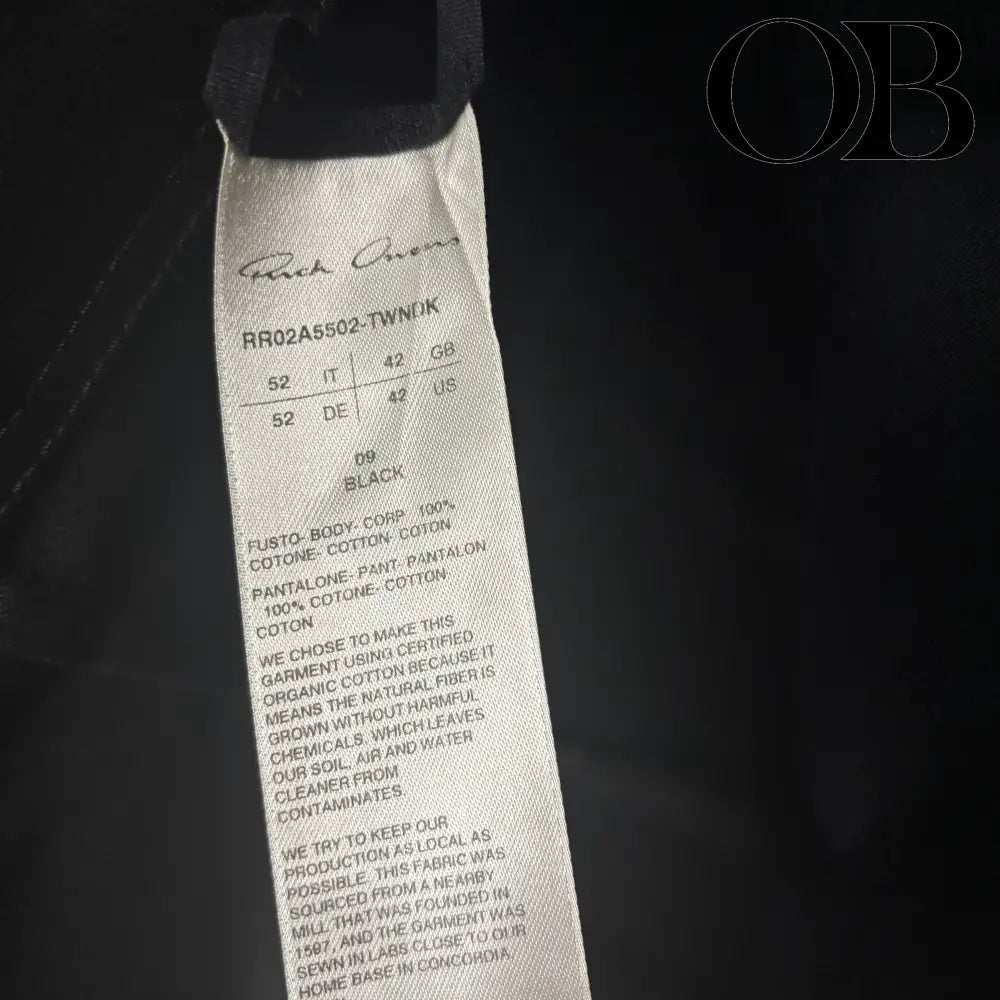 OB
Rick Owens
RR02A5502-TWNDK
52 IT 42 GB
52 DE 42 US
09
BLACK
FUSTO- BODY- CORP 100%
COTONE- COTTON- COTON
PANTALONE- PANT- PANTALON
100% COTONE- COTTON-
COTON
WE CHOSE TO MAKE THIS
GARMENT USING CERTIFIED
ORGANIC COTTON BECAUSE IT
MEANS THE NATURAL FIBER IS
GROWN WITHOUT HARMFUL
CHEMICALS, WHICH LEAVES
OUR SOIL, AIR AND WATER
CLEANER FROM
CONTAMINATES.
WE TRY TO KEEP OUR
PRODUCTION AS LOCAL AS
POSSIBLE. THIS FABRIC WAS
SOURCED FROM A NEARBY
MILL THAT WAS FOUNDED IN
1597, AND THE GARMENT WAS
SEWN IN LABS CLOSE TO OUR
HOME BASE IN CONCORDIA,